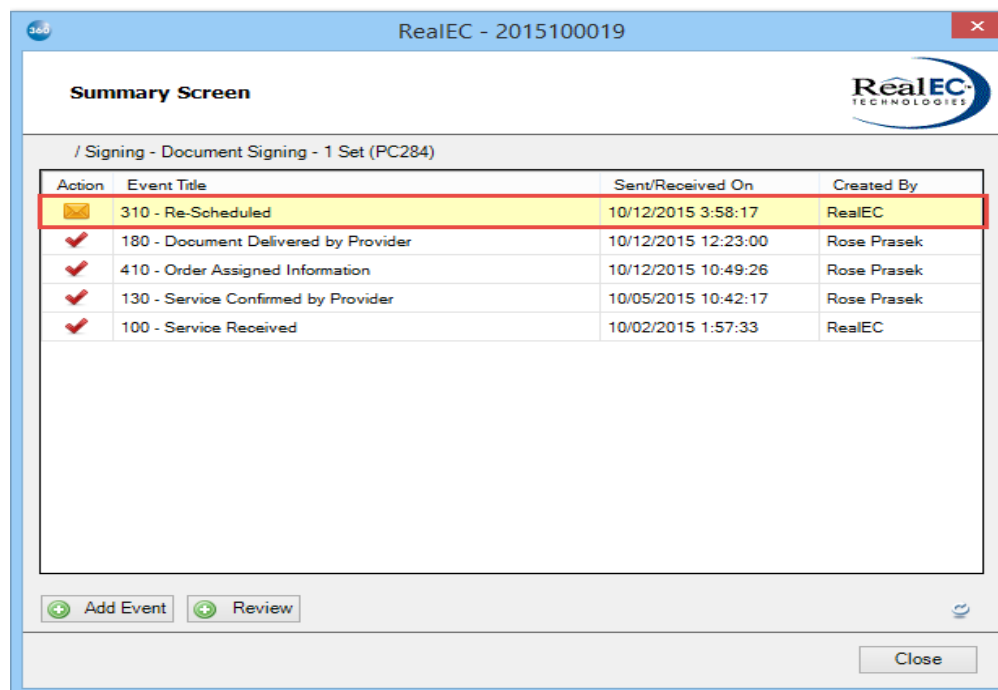 360
RealEC - 2015100019
Summary Screen
RealEC
TECHNOLOGIES
/ Signing - Document Signing - 1 Set (PC284)
Action Event Title Sent/Received On Created By
310 - Re-Scheduled 10/12/2015 3:58:17 RealEC
180 - Document Delivered by Provider 10/12/2015 12:23:00 Rose Prasek
410 - Order Assigned Information 10/12/2015 10:49:26 Rose Prasek
130 - Service Confirmed by Provider 10/05/2015 10:42:17 Rose Prasek
100 - Service Received 10/02/2015 1:57:33 RealEC
Add Event Review
Close